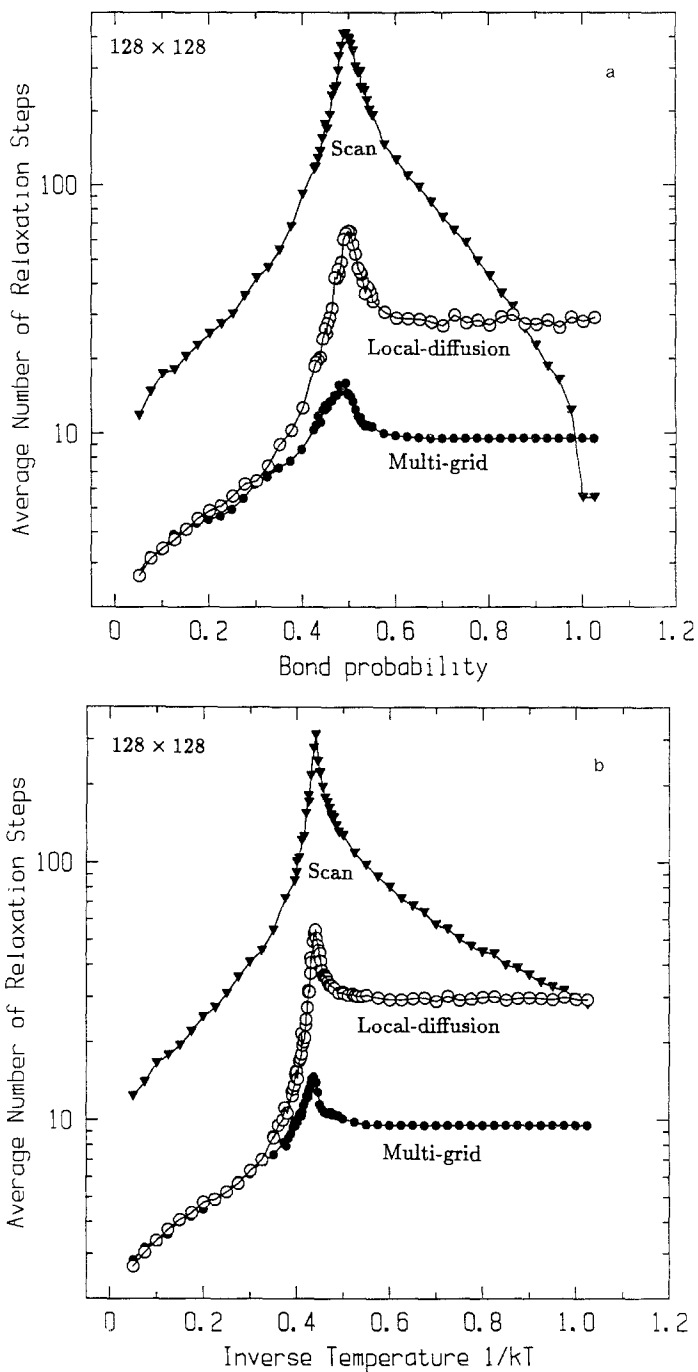 128 × 128
a
Scan
Local-diffusion
Multi-grid
100
10
Average Number of Relaxation Steps
0 0.2 0.4 0.6 0.8 1.0 1.2
Bond probability
128 × 128
b
Scan
Local-diffusion
Multi-grid
100
10
Average Number of Relaxation Steps
0 0.2 0.4 0.6 0.8 1.0 1.2
Inverse Temperature 1/kT